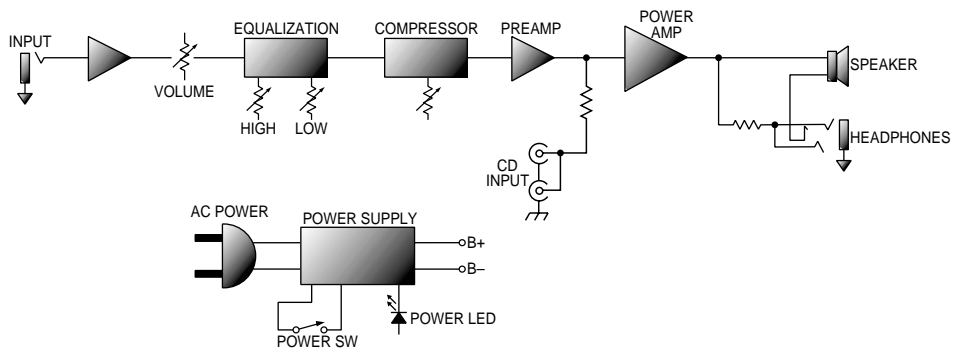 INPUT
VOLUME
EQUALIZATION
HIGH
LOW
COMPRESSOR
PREAMP
POWER
AMP
SPEAKER
HEADPHONES
CD
INPUT
AC POWER
POWER SUPPLY
B+
B–
POWER SW
POWER LED